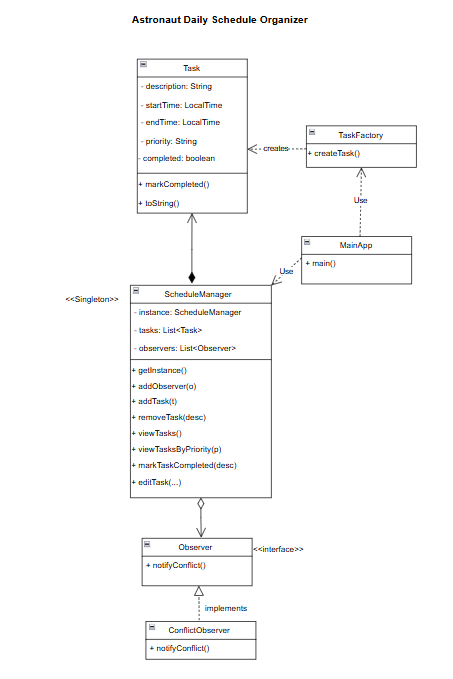 Astronaut Daily Schedule Organizer
Task
- description: String
- startTime: LocalTime
- endTime: LocalTime
- priority: String
- completed: boolean
+ markCompleted()
+ toString()
creates
TaskFactory
+ createTask()
Use
MainApp
+ main()
Use
<<Singleton>>
ScheduleManager
- instance: ScheduleManager
- tasks: List<Task>
- observers: List<Observer>
+ getInstance()
+ addObserver(o)
+ addTask(t)
+ removeTask(desc)
+ viewTasks()
+ viewTasksByPriority(p)
+ markTaskCompleted(desc)
+ editTask(...)
Observer
<<interface>>
+ notifyConflict()
implements
ConflictObserver
+ notifyConflict()